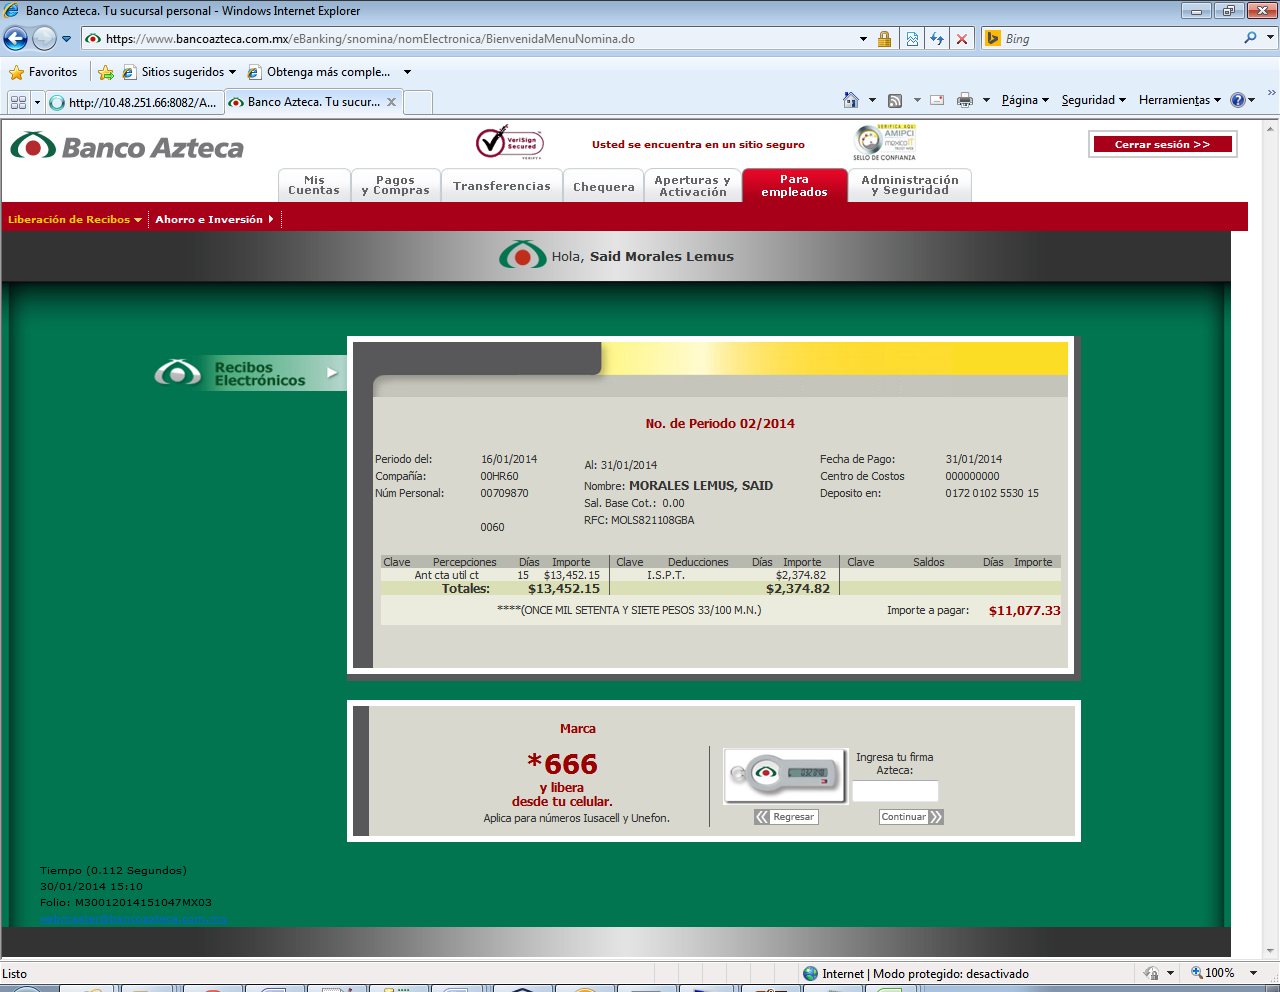 Banco Azteca. Tu sucursal personal - Windows Internet Explorer
https://www.bancoazteca.com.mx/eBanking/snomina/nomElectronica/BienvenidaMenuNomina.do
Bing
Favoritos
Sitios sugeridos
Obtenga más comple...
http://10.48.251.66:8082/A...
Banco Azteca. Tu sucur...
Página
Seguridad
Herramientas
Banco Azteca
VeriSign Secured
VERIFY
Usted se encuentra en un sitio seguro
VERIFICA AQUI
AMIPCI
SELLO DE CONFIANZA
Cerrar sesión >>
Mis Cuentas
Pagos y Compras
Transferencias
Chequera
Aperturas y Activación
Para empleados
Administración y Seguridad
Liberación de Recibos
Ahorro e Inversión
Hola, Said Morales Lemus
Recibos Electrónicos
No. de Periodo 02/2014
Periodo del: 16/01/2014 Al: 31/01/2014 Fecha de Pago: 31/01/2014
Compañía: 00HR60 Nombre: MORALES LEMUS, SAID Centro de Costos 000000000
Núm Personal: 00709870 Sal. Base Cot.: 0.00 Deposito en: 0172 0102 5530 15
0060 RFC: MOLS821108GBA
Clave Percepciones Días Importe Clave Deducciones Días Importe Clave Saldos Días Importe
Ant cta util ct 15 $13,452.15 I.S.P.T. $2,374.82
Totales: $13,452.15 $2,374.82
****(ONCE MIL SETENTA Y SIETE PESOS 33/100 M.N.) Importe a pagar: $11,077.33
Marca
*666
y libera
desde tu celular.
Aplica para números Iusacell y Unefon.
Ingresa tu firma
Azteca:
Regresar
Continuar
Tiempo (0.112 Segundos)
30/01/2014 15:10
Folio: M30012014151047MX03
Listo
Internet | Modo protegido: desactivado
100%